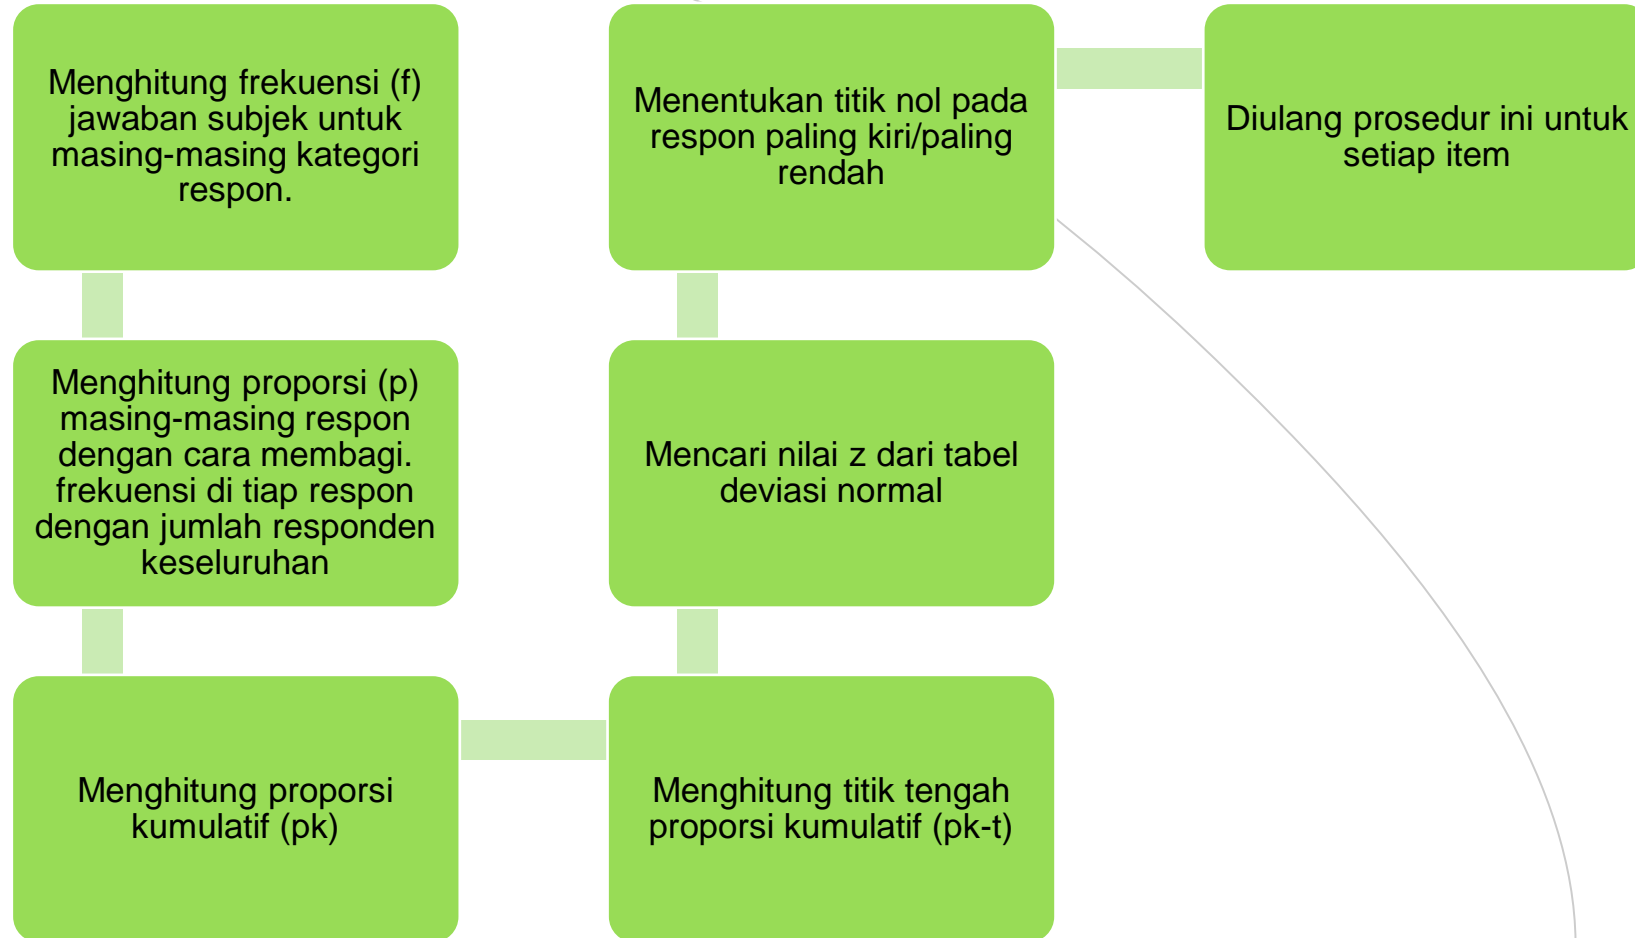 Menghitung frekuensi (f)
jawaban subjek untuk
masing-masing kategori
respon.
Menghitung proporsi (p)
masing-masing respon
dengan cara membagi.
frekuensi di tiap respon
dengan jumlah responden
keseluruhan
Menghitung proporsi
kumulatif (pk)
Menghitung titik tengah
proporsi kumulatif (pk-t)
Mencari nilai z dari tabel
deviasi normal
Menentukan titik nol pada
respon paling kiri/paling
rendah
Diulang prosedur ini untuk
setiap item